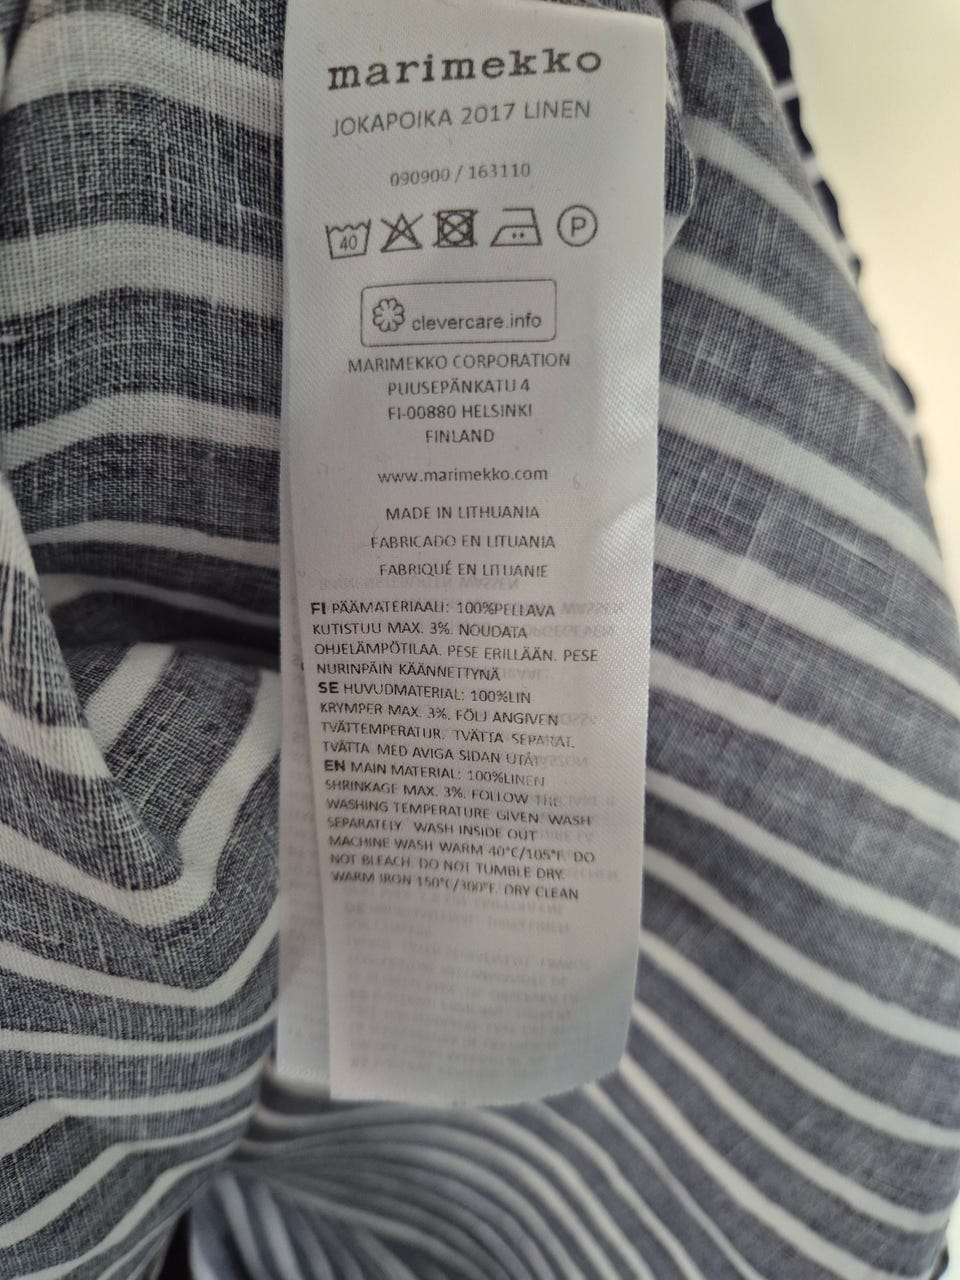 marimekko
JOKAPOIKA 2017 LINEN
090900 / 163110
40 P
clevercare.info
MARIMEKKO CORPORATION
PUUSEPÄNKATU 4
FI-00880 HELSINKI
FINLAND
www.marimekko.com
MADE IN LITHUANIA
FABRICADO EN LITUANIA
FABRIQUÉ EN LITUANIE
FI PÄÄMATERIAALI: 100%PELLAVA
KUTISTUU MAX. 3%. NOUDATA
OHJELÄMPÖTILAA. PESE ERILLÄÄN. PESE
NURINPÄIN KÄÄNNETTYNÄ
SE HUVUDMATERIAL: 100%LIN
KRYMPER MAX. 3%. FÖLJ ANGIVEN
TVÄTTEMPERATUR. TVÄTTA SEPARAT.
TVÄTTA MED AVIGA SIDAN UTÅT
EN MAIN MATERIAL: 100%LINEN
SHRINKAGE MAX. 3%. FOLLOW THE
WASHING TEMPERATURE GIVEN. WASH
SEPARATELY. WASH INSIDE OUT
MACHINE WASH WARM 40°C/105°F. DO
NOT BLEACH. DO NOT TUMBLE DRY.
WARM IRON 150°C/300°F. DRY CLEAN